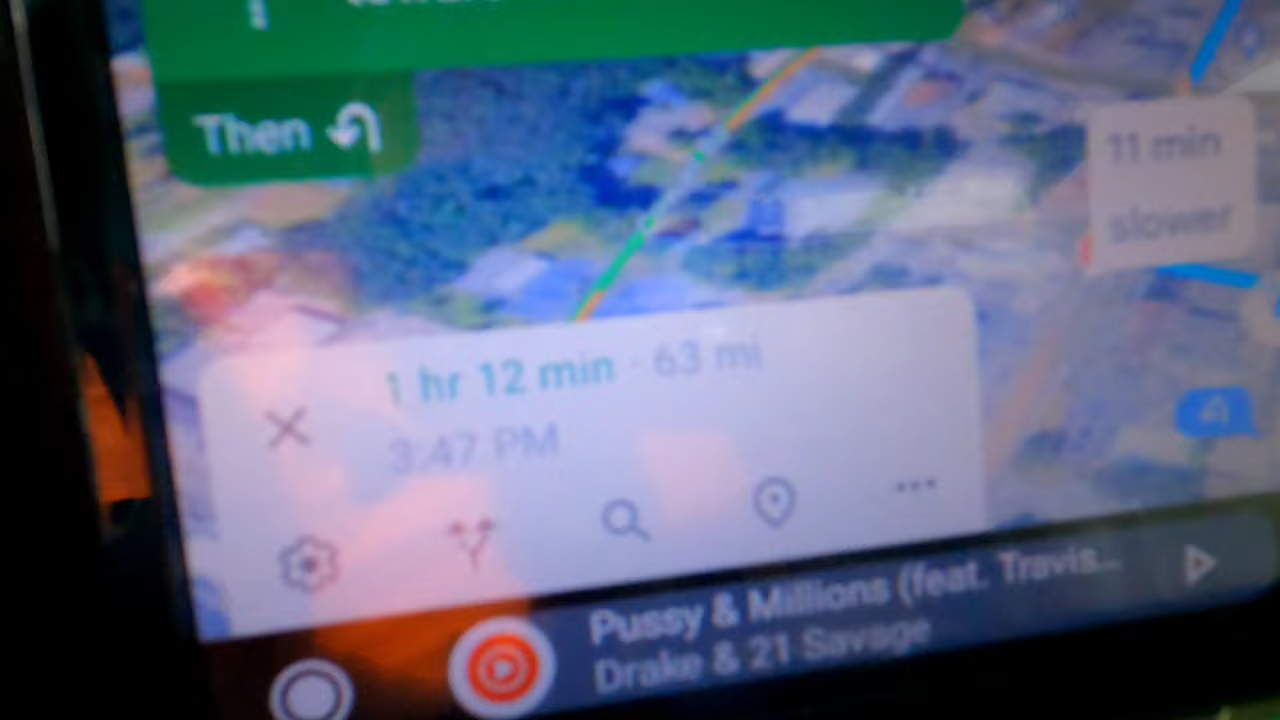 Then
11 min
slower
1 hr 12 min · 63 mi
3:47 PM
Pussy & Millions (feat. Travis...
Drake & 21 Savage